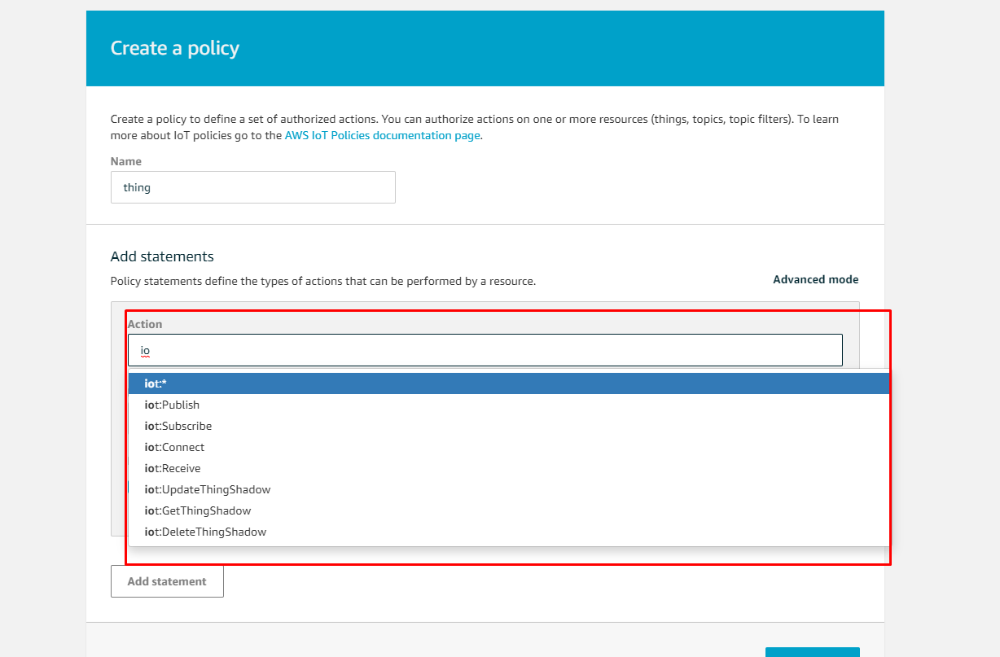 Create a policy
Create a policy to define a set of authorized actions. You can authorize actions on one or more resources (things, topics, topic filters). To learn
more about IoT policies go to the AWS IoT Policies documentation page.
Name
thing
Add statements
Policy statements define the types of actions that can be performed by a resource.
Advanced mode
Action
io
iot:*
iot:Publish
iot:Subscribe
iot:Connect
iot:Receive
iot:UpdateThingShadow
iot:GetThingShadow
iot:DeleteThingShadow
Add statement